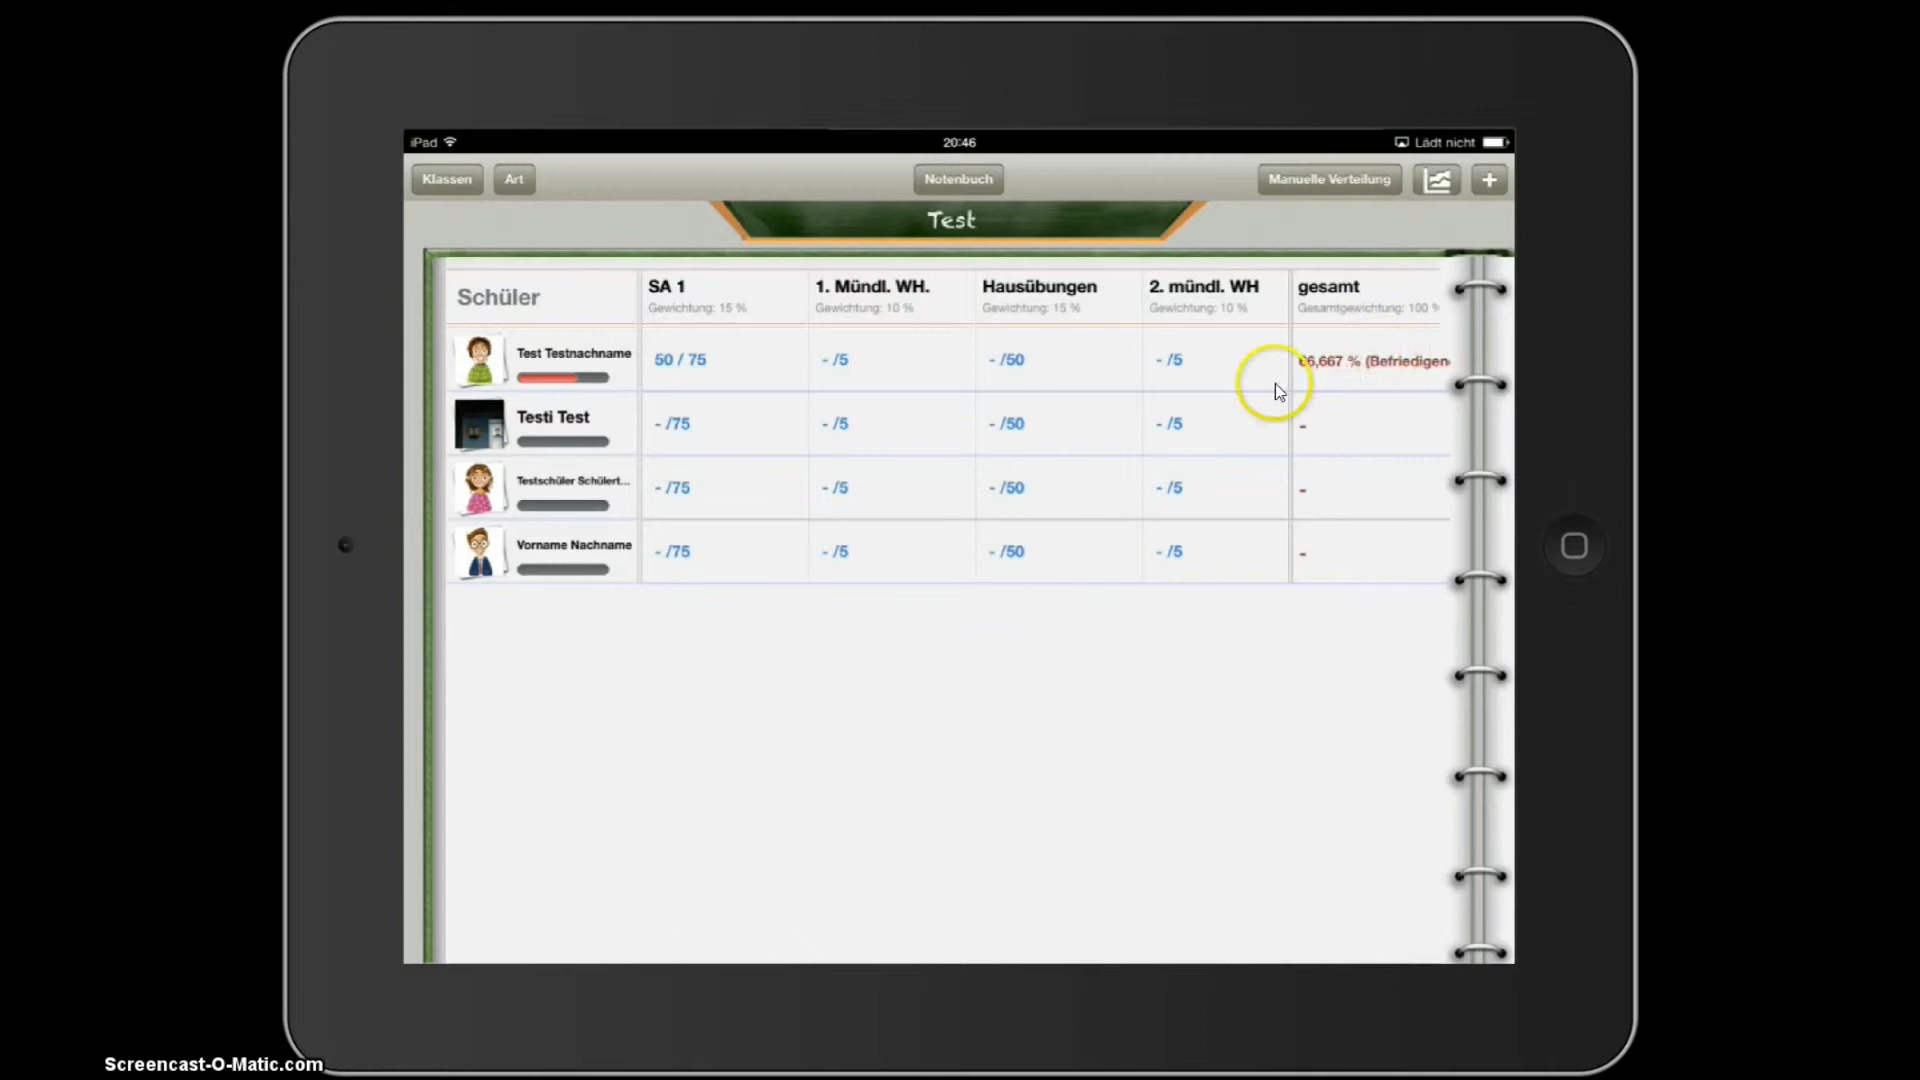 iPad
20:46
Lädt nicht
Klassen
Art
Notenbuch
Manuelle Verteilung
+
Test
Schüler
SA 1
1. Mündl. WH.
Hausübungen
2. mündl. WH
gesamt
Gewichtung: 15 %
Gewichtung: 10 %
Gewichtung: 15 %
Gewichtung: 10 %
Gesamtgewichtung: 100 %
Test Testnachname
50 / 75
- /5
- /50
- /5
66,667 % (Befriedigen
Testi Test
- /75
- /5
- /50
- /5
-
Testschüler Schülert...
- /75
- /5
- /50
- /5
-
Vorname Nachname
- /75
- /5
- /50
- /5
-
Screencast-O-Matic.com